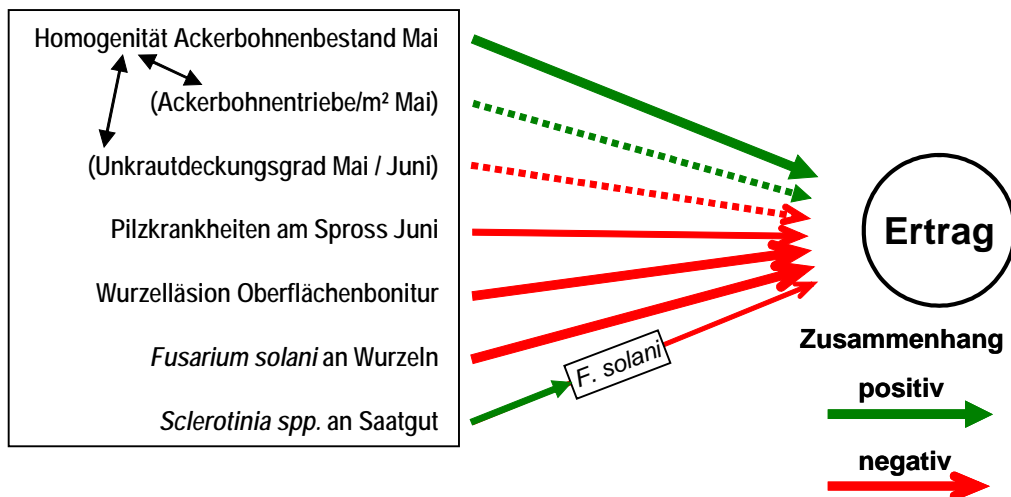 Homogenität Ackerbohnenbestand Mai
(Ackerbohnentriebe/m² Mai)
(Unkrautdeckungsgrad Mai / Juni)
Pilzkrankheiten am Spross Juni
Wurzelläsion Oberflächenbonitur
Fusarium solani an Wurzeln
Sclerotinia spp. an Saatgut
F. solani
Ertrag
Zusammenhang
positiv
negativ